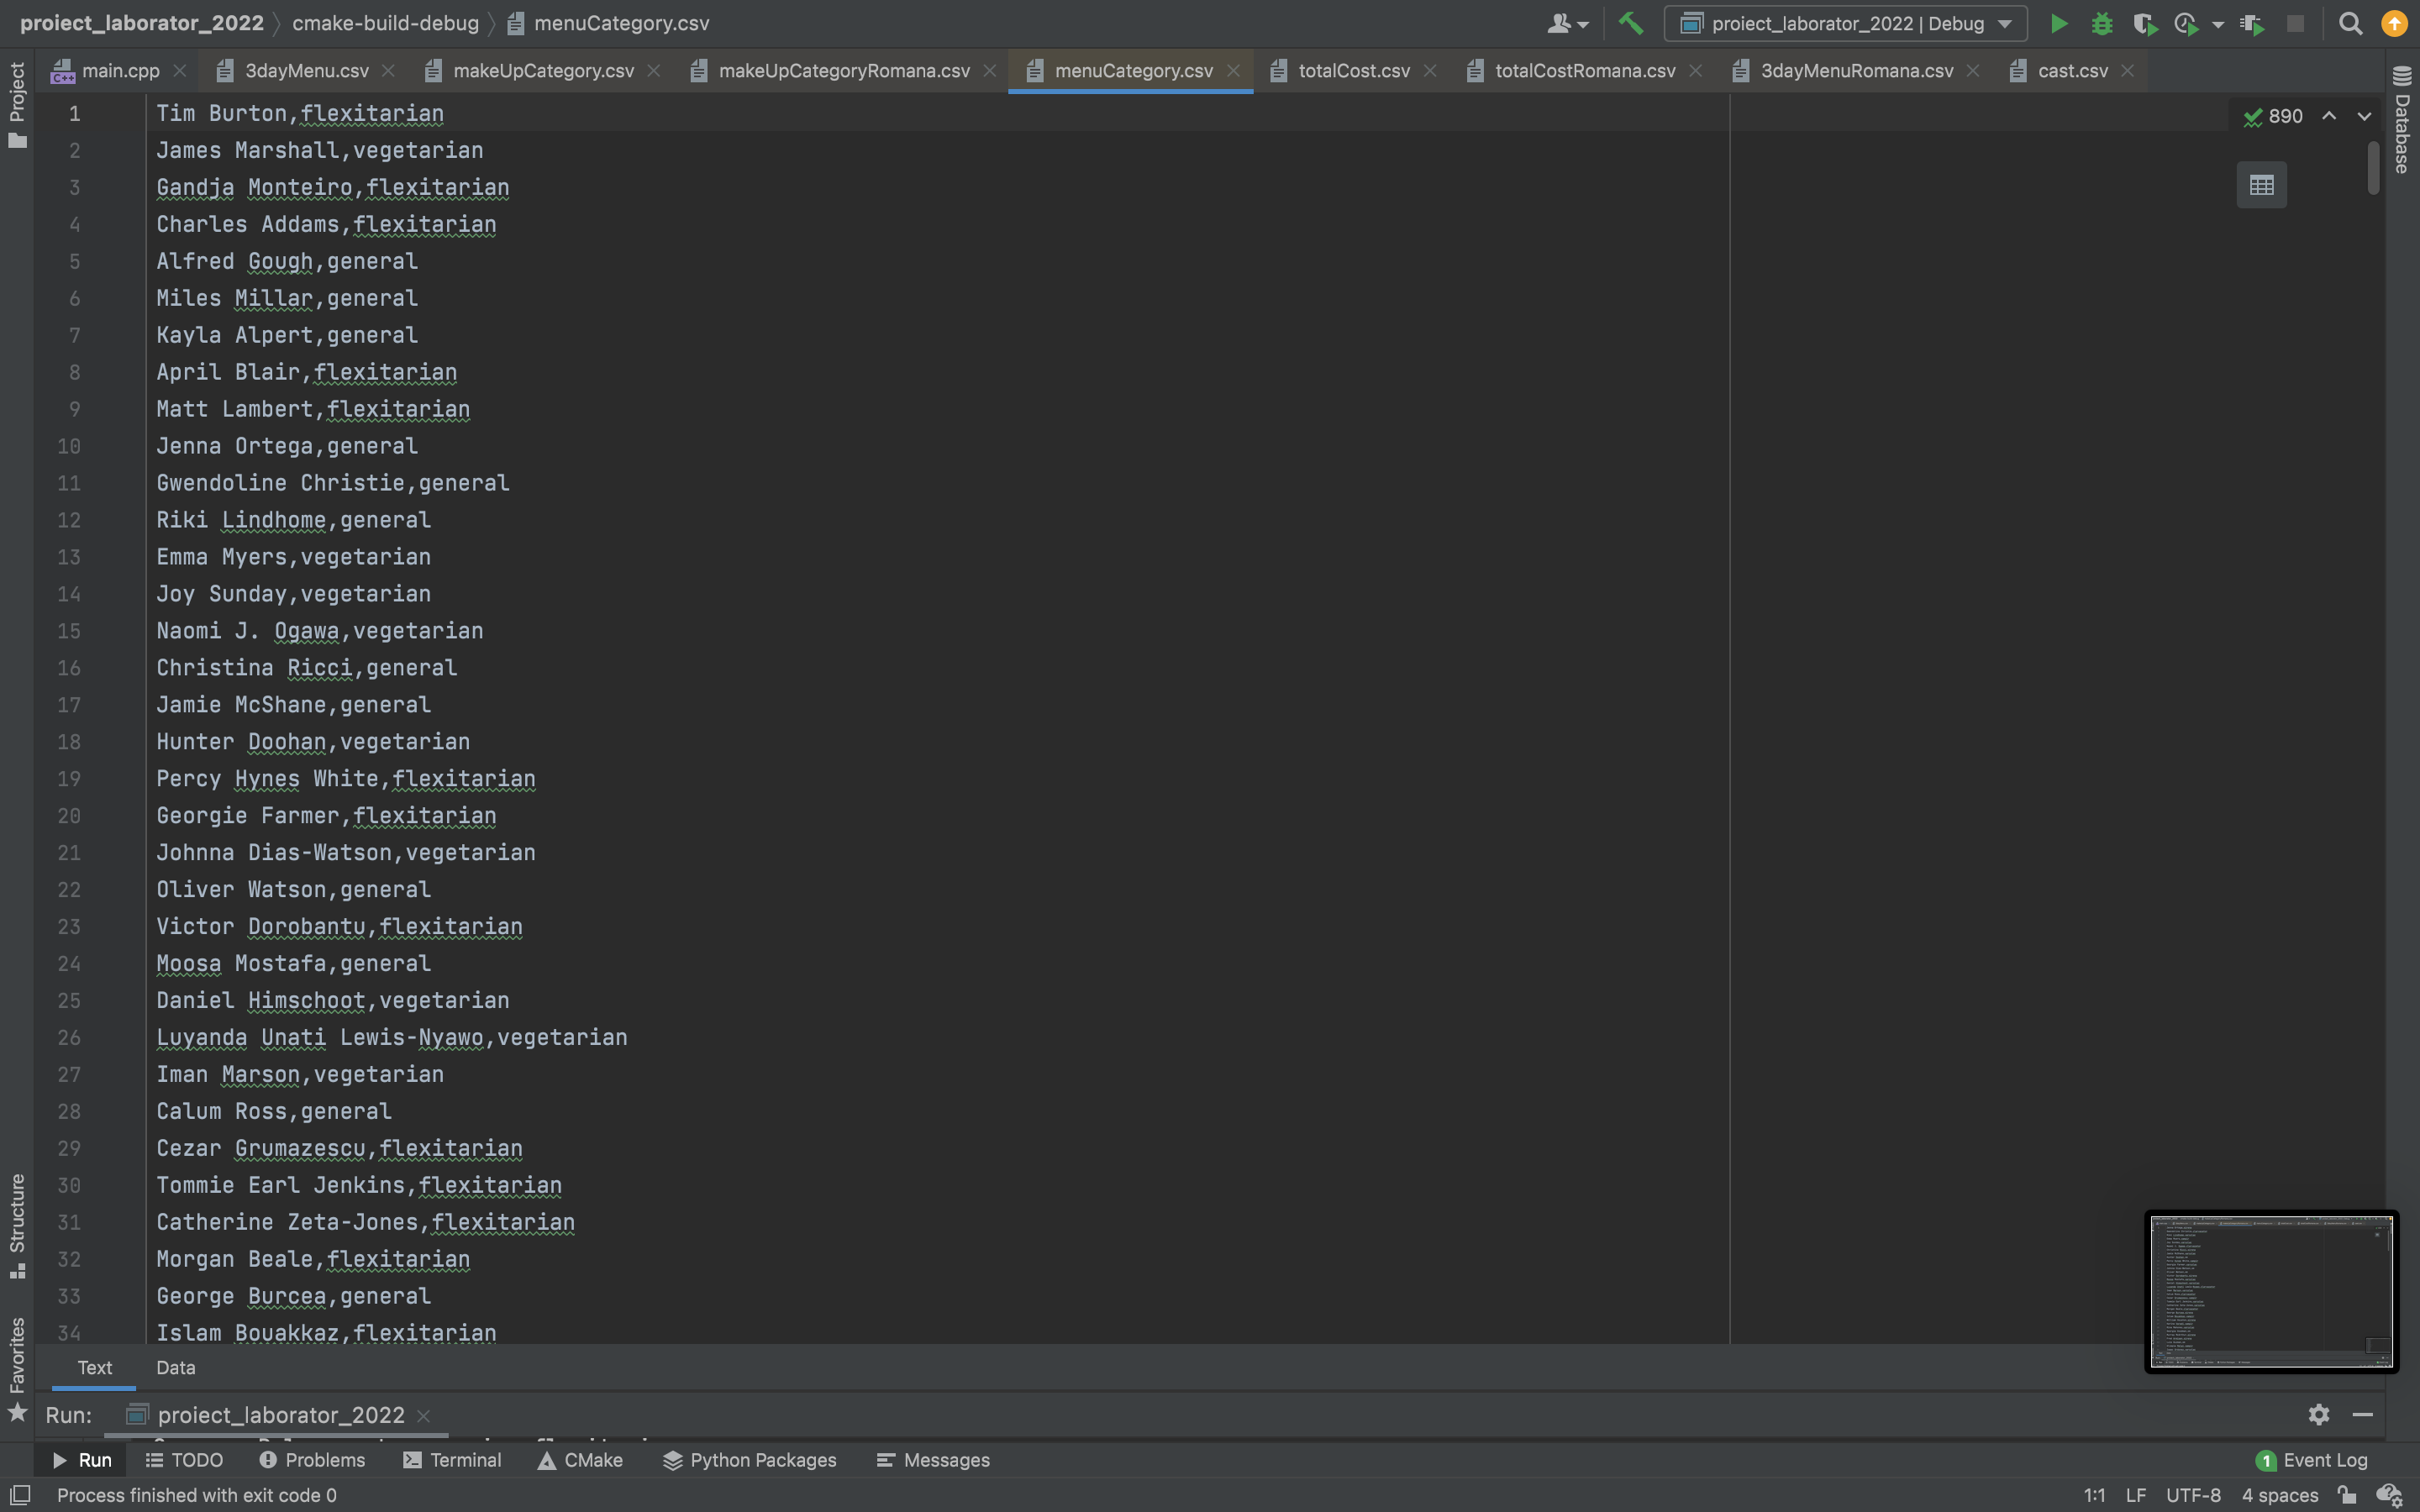 proiect_laborator_2022 cmake-build-debug menuCategory.csv proiect_laborator_2022 | Debug
main.cpp 3dayMenu.csv makeUpCategory.csv makeUpCategoryRomana.csv menuCategory.csv totalCost.csv totalCostRomana.csv 3dayMenuRomana.csv cast.csv
Project
Database
890
1 Tim Burton,flexitarian
2 James Marshall,vegetarian
3 Gandja Monteiro,flexitarian
4 Charles Addams,flexitarian
5 Alfred Gough,general
6 Miles Millar,general
7 Kayla Alpert,general
8 April Blair,flexitarian
9 Matt Lambert,flexitarian
10 Jenna Ortega,general
11 Gwendoline Christie,general
12 Riki Lindhome,general
13 Emma Myers,vegetarian
14 Joy Sunday,vegetarian
15 Naomi J. Ogawa,vegetarian
16 Christina Ricci,general
17 Jamie McShane,general
18 Hunter Doohan,vegetarian
19 Percy Hynes White,flexitarian
20 Georgie Farmer,flexitarian
21 Johnna Dias-Watson,vegetarian
22 Oliver Watson,general
23 Victor Dorobantu,flexitarian
24 Moosa Mostafa,general
25 Daniel Himschoot,vegetarian
26 Luyanda Unati Lewis-Nyawo,vegetarian
27 Iman Marson,vegetarian
28 Calum Ross,general
29 Cezar Grumazescu,flexitarian
30 Tommie Earl Jenkins,flexitarian
31 Catherine Zeta-Jones,flexitarian
32 Morgan Beale,flexitarian
33 George Burcea,general
34 Islam Bouakkaz,flexitarian
Structure
Favorites
Text Data
Run: proiect_laborator_2022
Run TODO Problems Terminal CMake Python Packages Messages 1 Event Log
Process finished with exit code 0 1:1 LF UTF-8 4 spaces